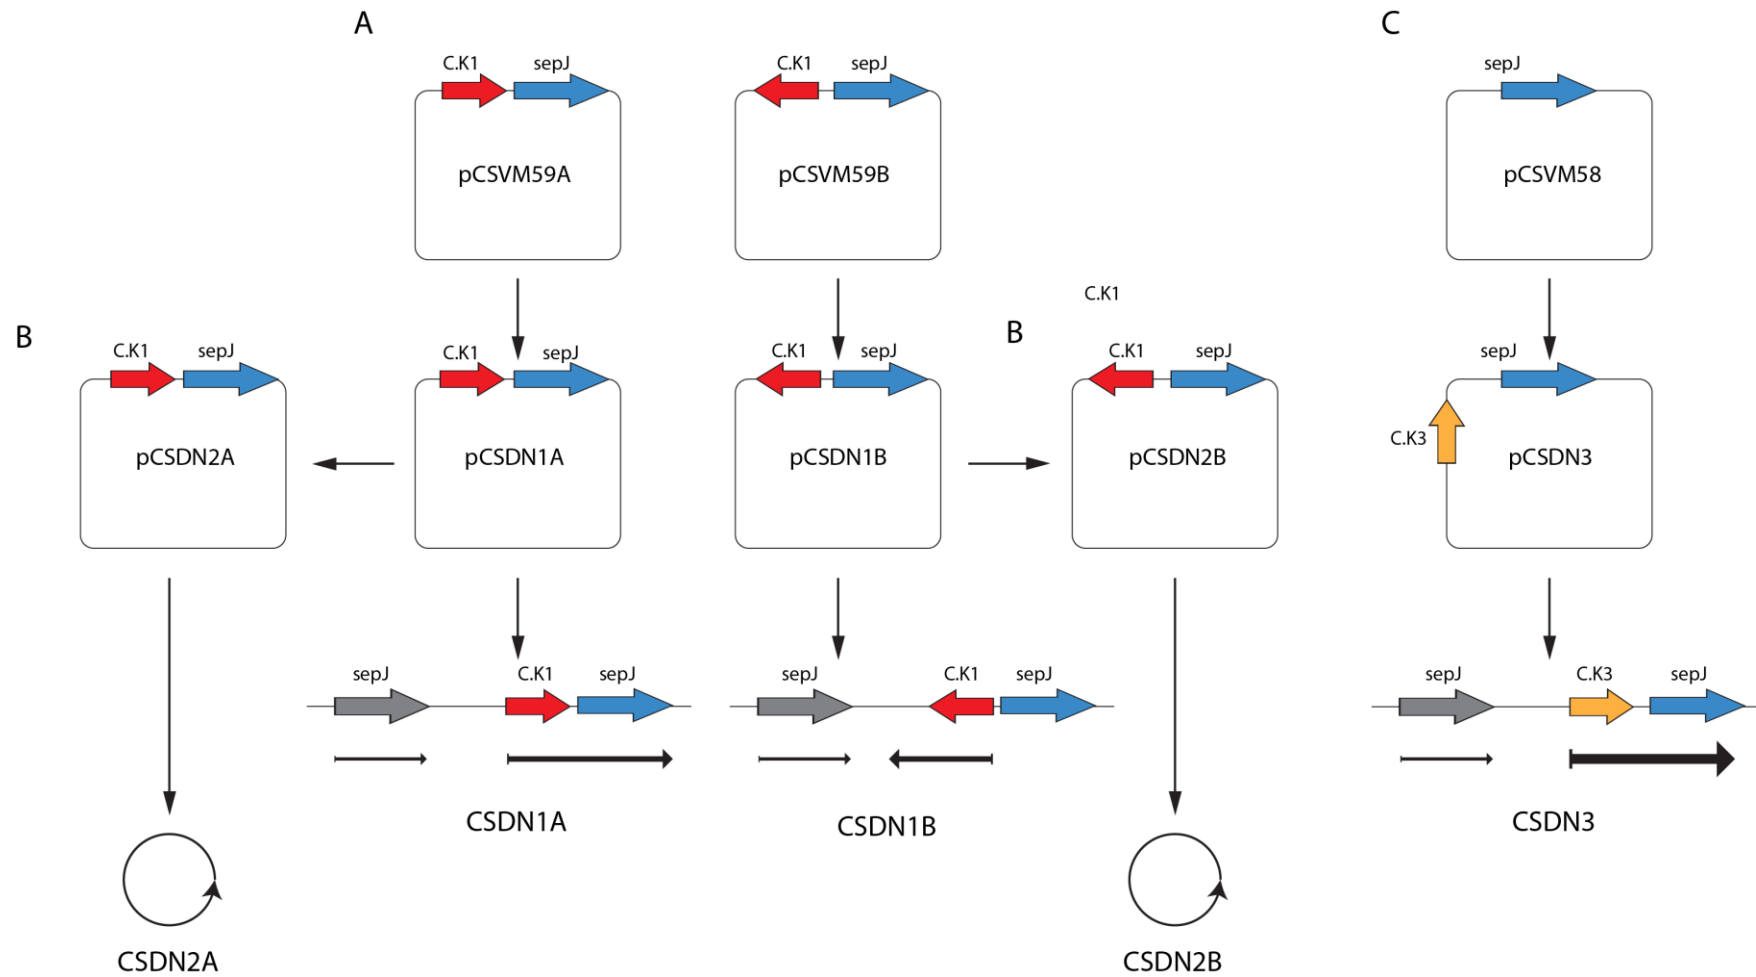 A
C
C.K1 sepJ
C.K1 sepJ
sepJ
pCSVM59A
pCSVM59B
pCSVM58
C.K1
B
B
C.K1 sepJ
C.K1 sepJ
C.K1 sepJ
C.K1 sepJ
sepJ
C.K3
pCSDN2A
pCSDN1A
pCSDN1B
pCSDN2B
pCSDN3
sepJ C.K1 sepJ
sepJ C.K1 sepJ
sepJ C.K3 sepJ
CSDN1A
CSDN1B
CSDN3
CSDN2A
CSDN2B